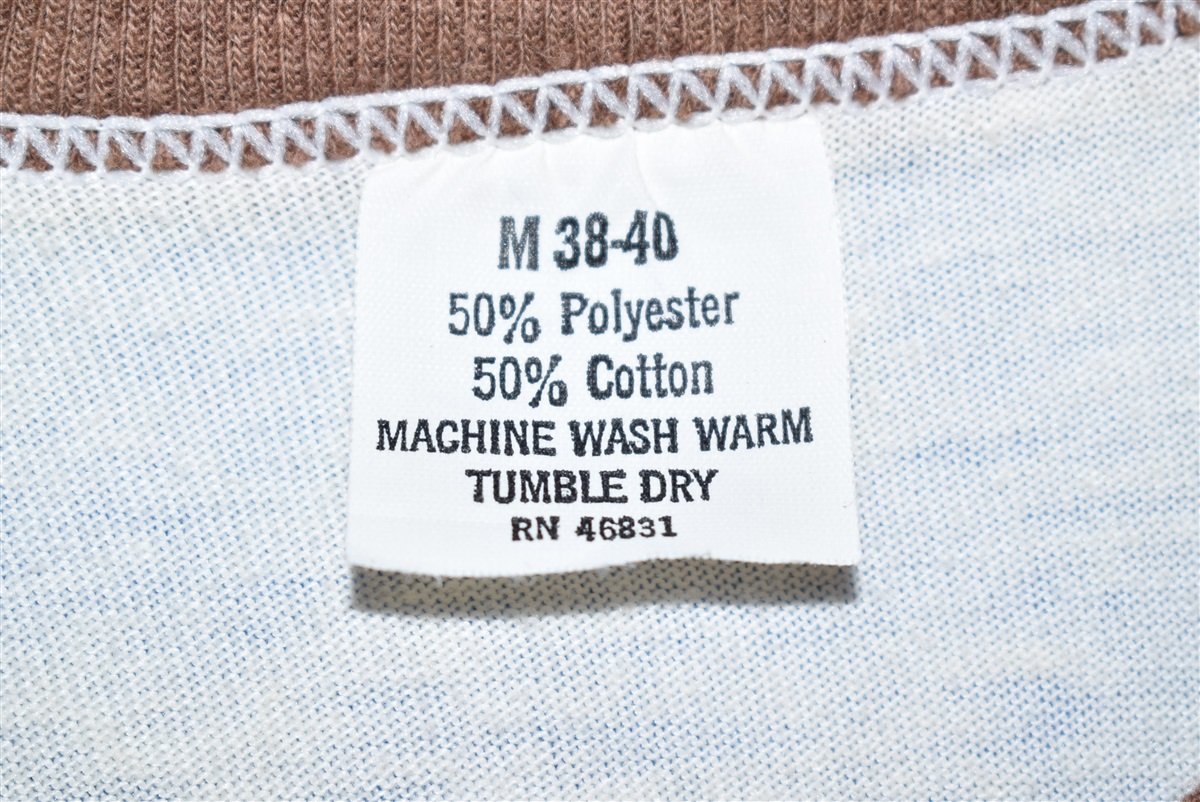 M 38-40
50% Polyester
50% Cotton
MACHINE WASH WARM
TUMBLE DRY
RN 46831